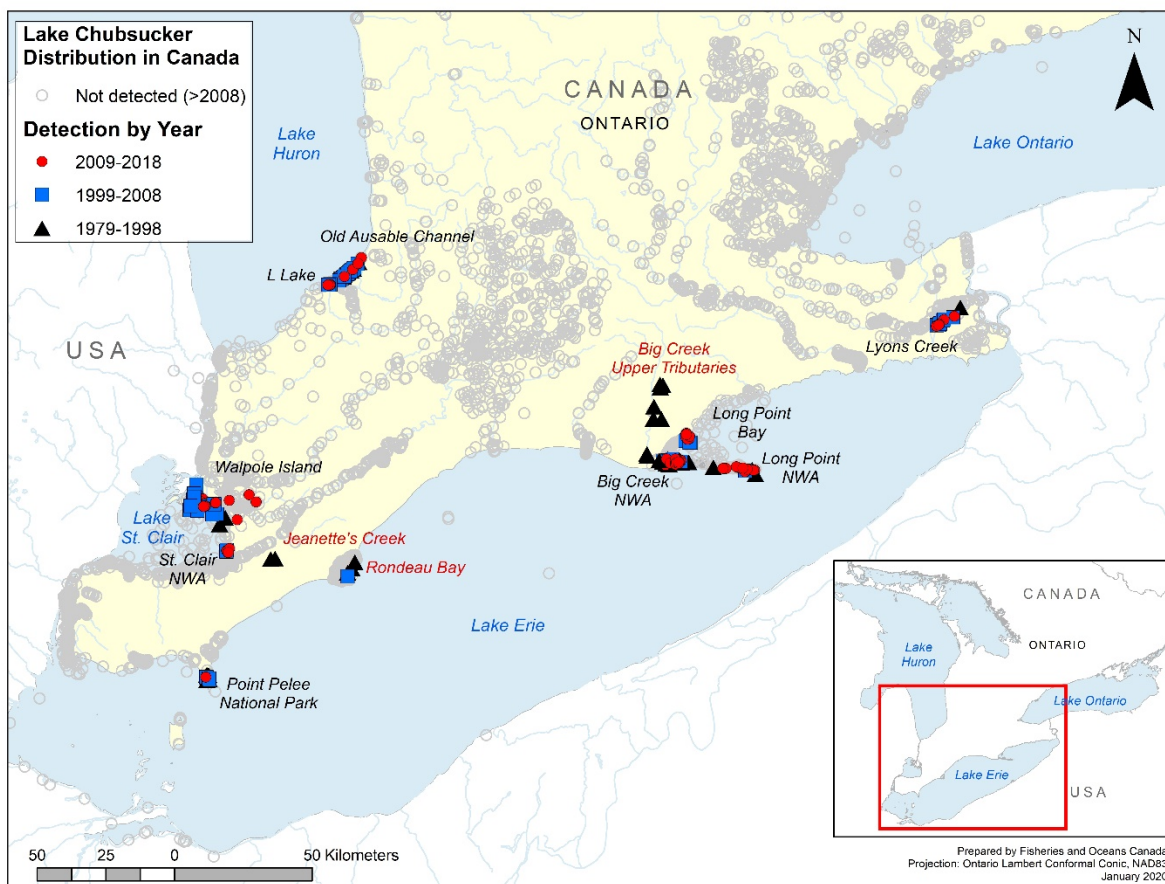 Lake Chubsucker
Distribution in Canada
Not detected (>2008)
Detection by Year
2009-2018
1999-2008
1979-1998
N
CANADA
ONTARIO
Lake
Huron
Lake Ontario
Old Ausable Channel
L Lake
USA
Big Creek
Upper Tributaries
Lyons Creek
Long Point
Bay
Walpole Island
Big Creek
NWA
Long Point
NWA
Lake
St. Clair
St. Clair
NWA
Jeanette's Creek
Rondeau Bay
Lake Erie
Point Pelee
National Park
CANADA
ONTARIO
Lake
Huron
Lake Ontario
Lake Erie
USA
50 25 0 50 Kilometers
Prepared by Fisheries and Oceans Canada
Projection: Ontario Lambert Conformal Conic, NAD83
January 2020